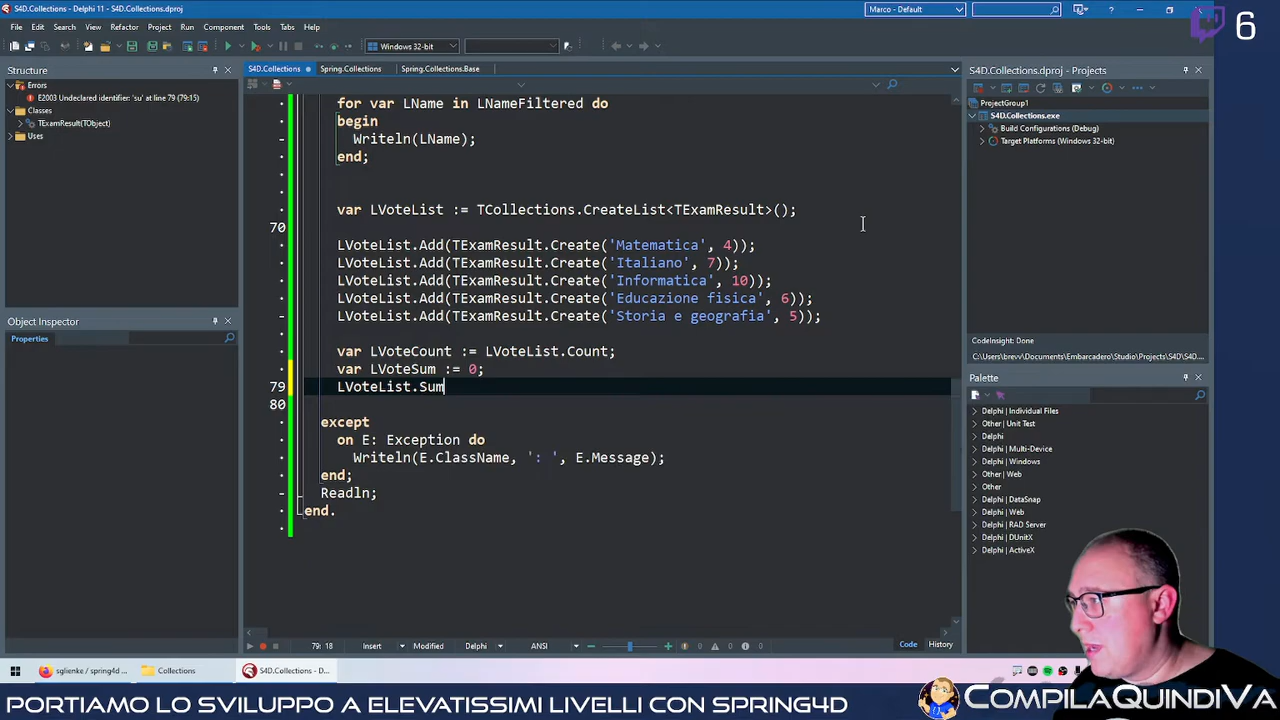 S4D.Collections - Delphi 11 - S4D.Collections.dproj
Marco - Default
6
File Edit Search View Refactor Project Run Component Tools Tabs Help
Windows 32-bit
Structure
Errors
E2003 Undeclared identifier: 'su' at line 79 (79:15)
Classes
TExamResult(TObject)
Uses
Object Inspector
Properties
S4D.Collections Spring.Collections Spring.Collections.Base
for var LName in LNameFiltered do
begin
Writeln(LName);
end;
var LVoteList := TCollections.CreateList<TExamResult>();
70
LVoteList.Add(TExamResult.Create('Matematica', 4));
LVoteList.Add(TExamResult.Create('Italiano', 7));
LVoteList.Add(TExamResult.Create('Informatica', 10));
LVoteList.Add(TExamResult.Create('Educazione fisica', 6));
LVoteList.Add(TExamResult.Create('Storia e geografia', 5));
var LVoteCount := LVoteList.Count;
var LVoteSum := 0;
79 LVoteList.Sum
80
except
on E: Exception do
Writeln(E.ClassName, ': ', E.Message);
end;
Readln;
end.
79: 18 Insert Modified Delphi ANSI 0 0 0 Code History
S4D.Collections.dproj - Projects
ProjectGroup1
S4D.Collections.exe
Build Configurations (Debug)
Target Platforms (Windows 32-bit)
CodeInsight: Done
Palette
Delphi | Individual Files
Other | Unit Test
Delphi
Delphi | Multi-Device
Delphi | Windows
Other | Web
Other
Delphi | DataSnap
Delphi | Web
Delphi | RAD Server
Delphi | DUnitX
Delphi | ActiveX
sglienke / spring4d ... Collections S4D.Collections - D...
PORTIAMO LO SVILUPPO A ELEVATISSIMI LIVELLI CON SPRING4D
COMPILAQUINDIVA